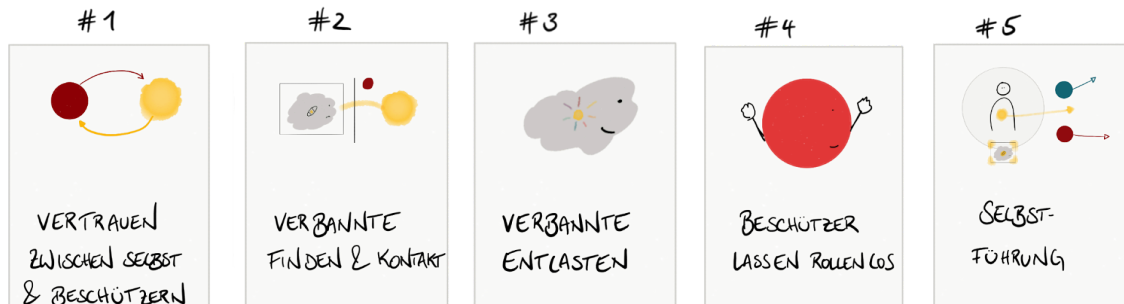 #1
VERTRAUEN
ZWISCHEN SELBST
& BESCHÜTZERN
#2
VERBANNTE
FINDEN & KONTAKT
#3
VERBANNTE
ENTLASTEN
#4
BESCHÜTZER
LASSEN ROLLEN LOS
#5
SELBST-
FÜHRUNG